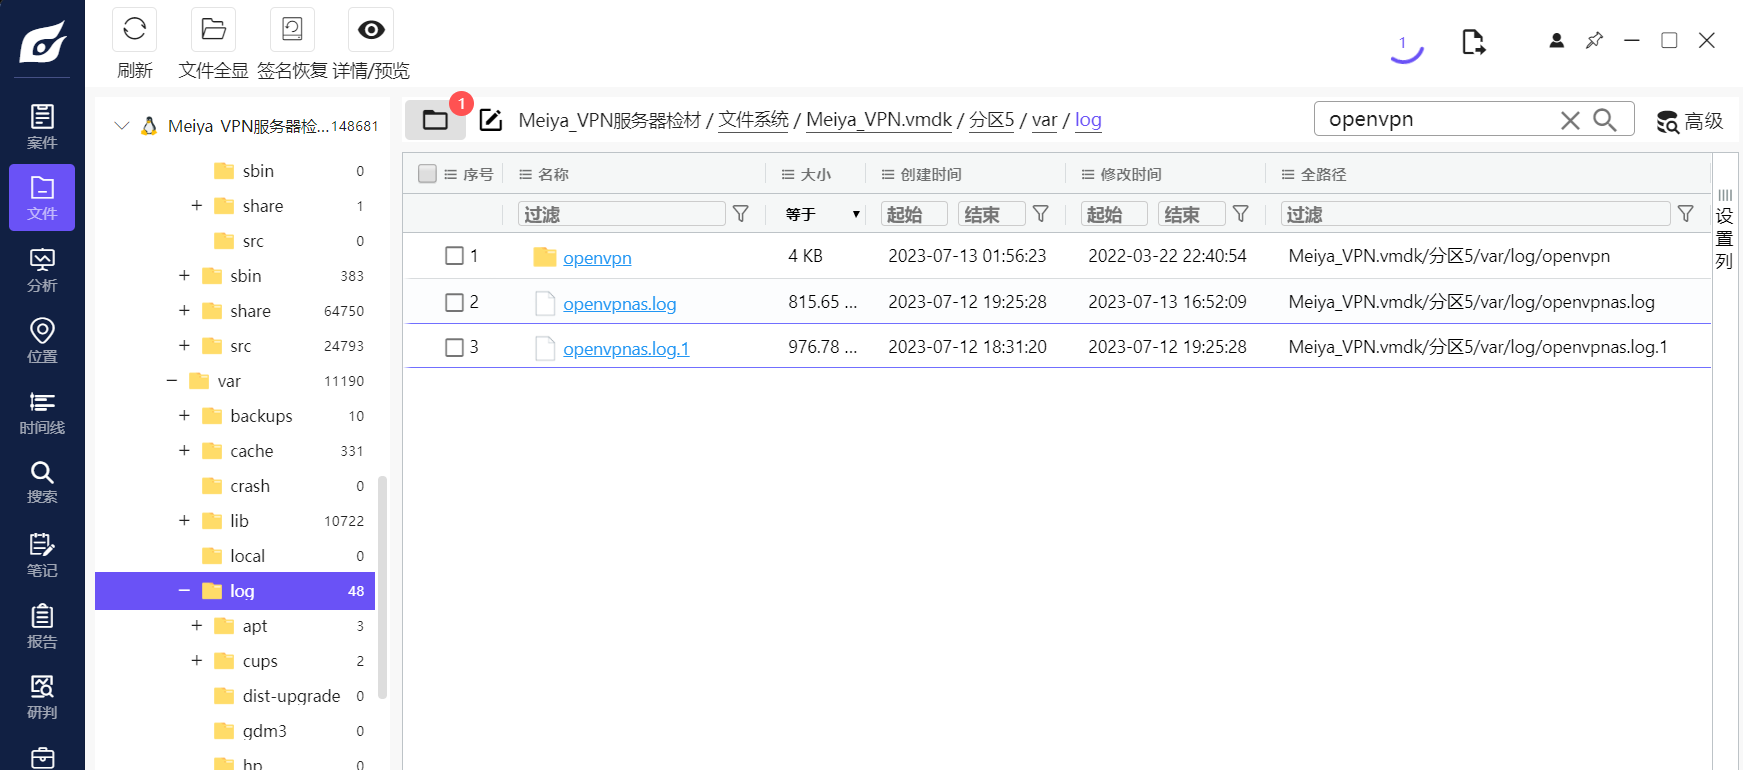 刷新 文件全显 签名恢复 详情/预览
1
案件
文件
分析
位置
时间线
搜索
笔记
报告
研判
Meiya_VPN服务器检...148681
sbin 0
+ share 1
src 0
+ sbin 383
+ share 64750
+ src 24793
− var 11190
+ backups 10
+ cache 331
crash 0
+ lib 10722
local 0
− log 48
+ apt 3
+ cups 2
dist-upgrade 0
gdm3 0
hp 0
1
Meiya_VPN服务器检材 / 文件系统 / Meiya_VPN.vmdk / 分区5 / var / log
openvpn
高级
序号 名称 大小 创建时间 修改时间 全路径
过滤 等于 ▼ 起始 结束 起始 结束 过滤
1 openvpn 4 KB 2023-07-13 01:56:23 2022-03-22 22:40:54 Meiya_VPN.vmdk/分区5/var/log/openvpn
2 openvpnas.log 815.65 ... 2023-07-12 19:25:28 2023-07-13 16:52:09 Meiya_VPN.vmdk/分区5/var/log/openvpnas.log
3 openvpnas.log.1 976.78 ... 2023-07-12 18:31:20 2023-07-12 19:25:28 Meiya_VPN.vmdk/分区5/var/log/openvpnas.log.1
设置列